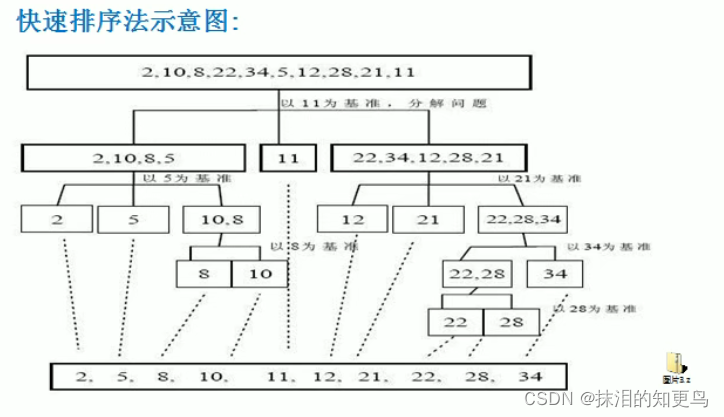 快速排序法示意图:
2,10,8,22,34,5,12,28,21,11
以11为基准，分解问题
2,10,8,5
11
22,34,12,28,21
以5为基准
以21为基准
2
5
10,8
12
21
22,28,34
以8为基准
以34为基准
8
10
22,28
34
以28为基准
22
28
2, 5, 8, 10, 11, 12, 21, 22, 28, 34
图片3.z
CSDN @抹泪的知更鸟